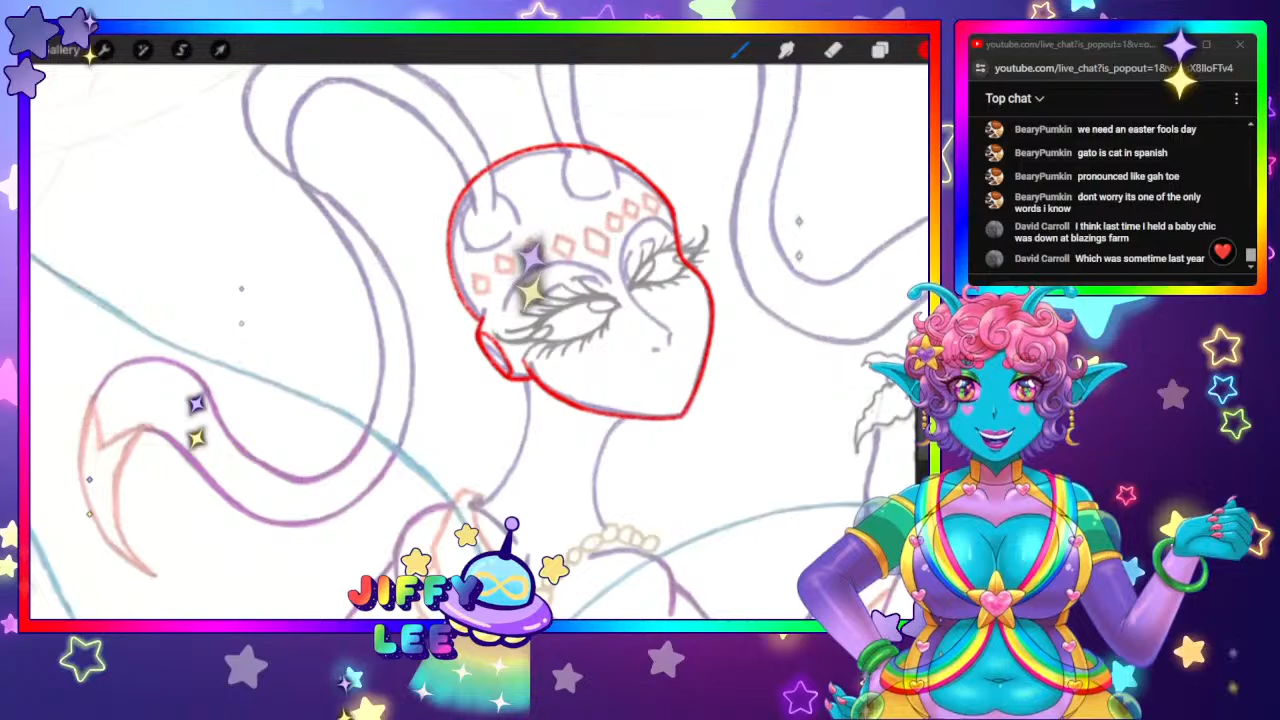 allery
youtube.com/live_chat?is_popout=1&v=o...
youtube.com/live_chat?is_popout=1&v= X8IIoFTv4
Top chat
BearyPumkin we need an easter fools day
BearyPumkin gato is cat in spanish
BearyPumkin pronounced like gah toe
BearyPumkin dont worry its one of the only
words i know
David Carroll I think last time I held a baby chic
was down at blazings farm
David Carroll Which was sometime last year
JIFFY
LEE